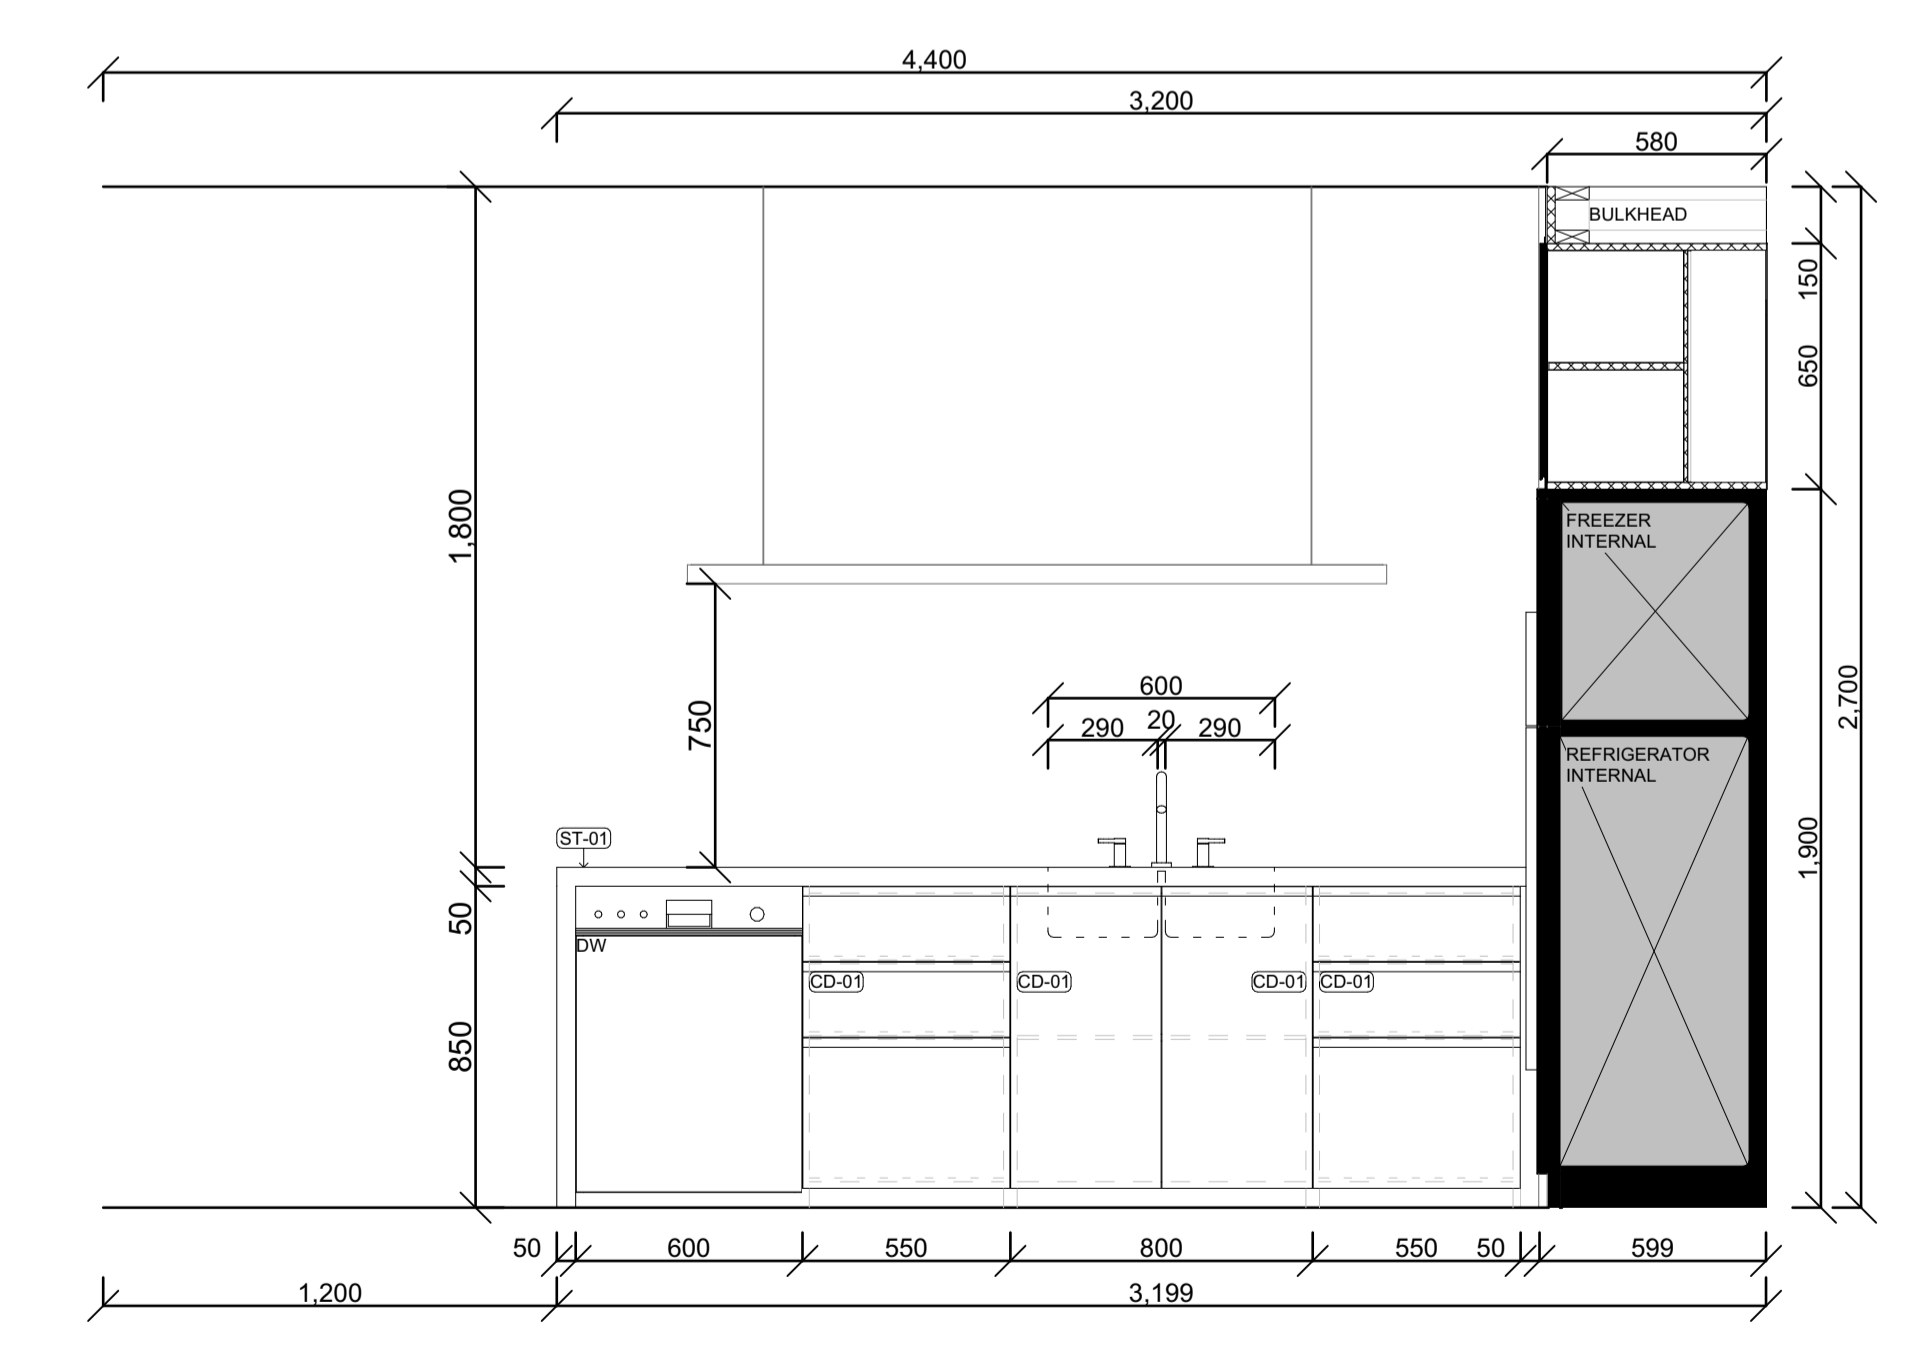 4,400
3,200
580
BULKHEAD
150
650
1,800
FREEZER
INTERNAL
2,700
600
290 20 290
750
REFRIGERATOR
INTERNAL
ST-01
1,900
50
DW
CD-01 CD-01 CD-01 CD-01
850
50 600 550 800 550 50 599
1,200 3,199